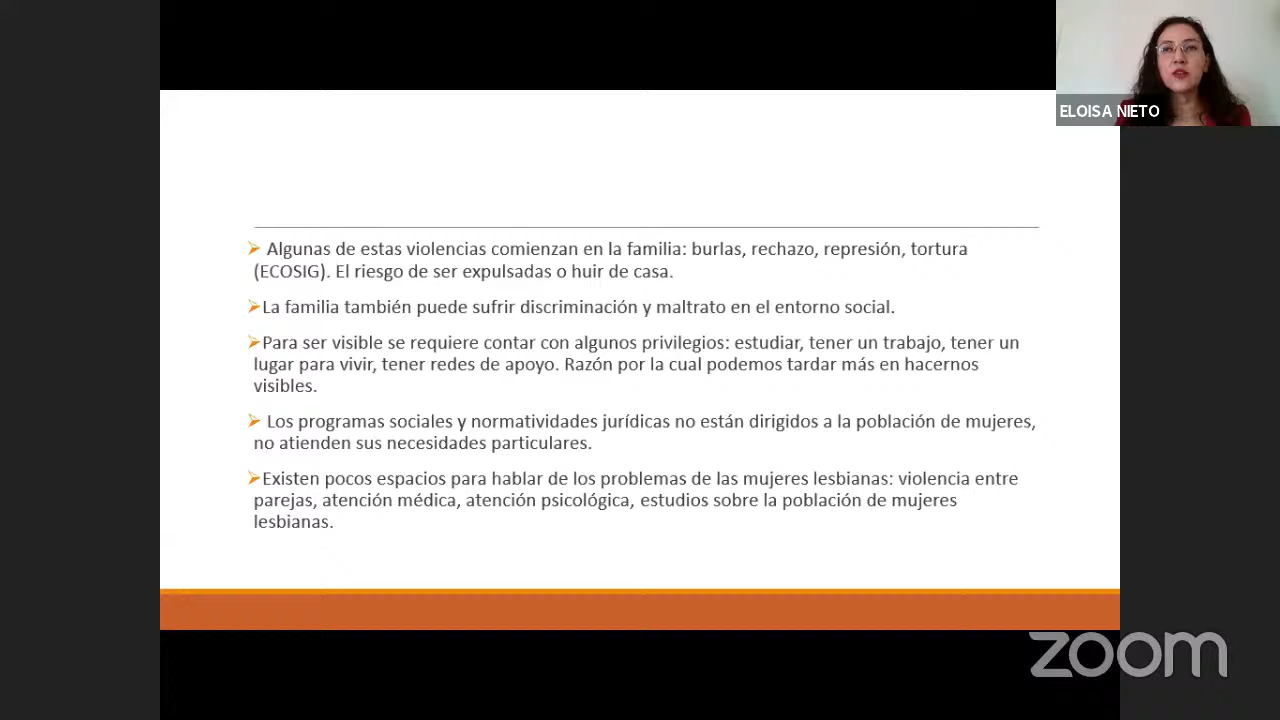 ELOISA NIETO
Algunas de estas violencias comienzan en la familia: burlas, rechazo, represión, tortura
(ECOSIG). El riesgo de ser expulsadas o huir de casa.
La familia también puede sufrir discriminación y maltrato en el entorno social.
Para ser visible se requiere contar con algunos privilegios: estudiar, tener un trabajo, tener un
lugar para vivir, tener redes de apoyo. Razón por la cual podemos tardar más en hacernos
visibles.
Los programas sociales y normatividades jurídicas no están dirigidos a la población de mujeres,
no atienden sus necesidades particulares.
Existen pocos espacios para hablar de los problemas de las mujeres lesbianas: violencia entre
parejas, atención médica, atención psicológica, estudios sobre la población de mujeres
lesbianas.
zoom